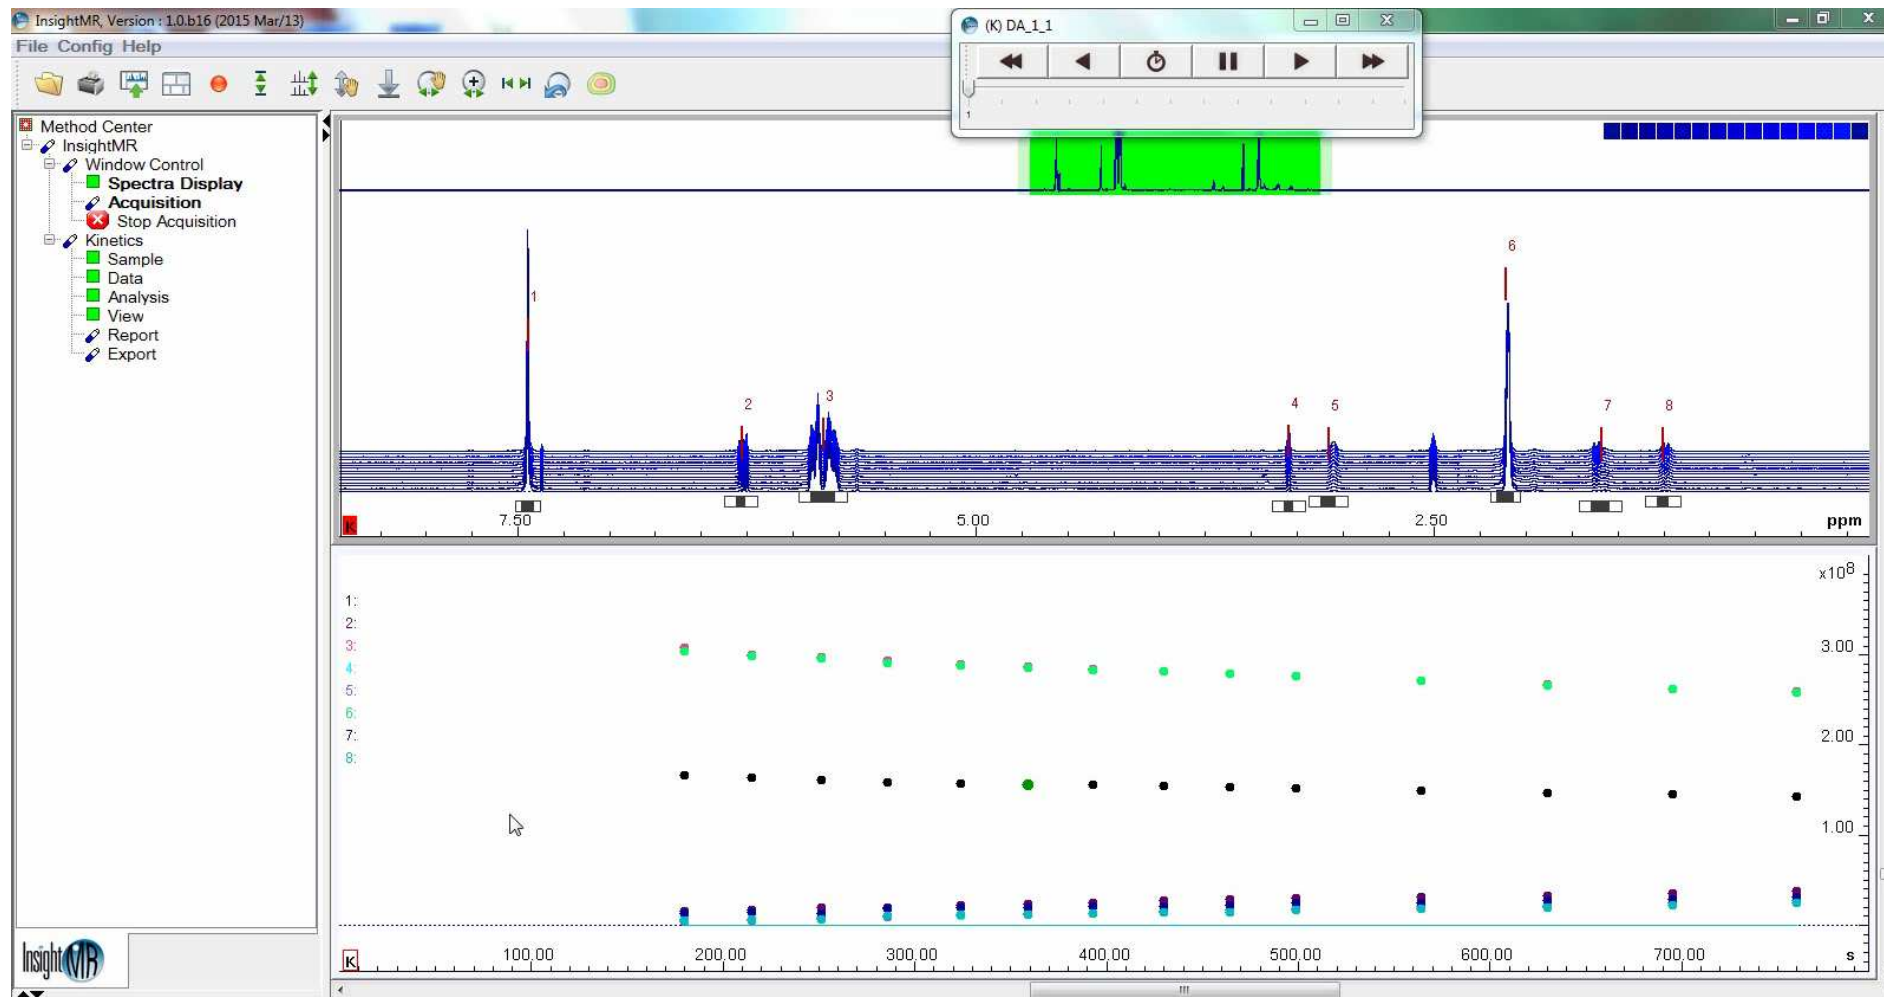 InsightMR, Version : 1.0.b16 (2015 Mar/13)
File Config Help
(K) DA_1_1
1
Method Center
InsightMR
Window Control
Spectra Display
Acquisition
Stop Acquisition
Kinetics
Sample
Data
Analysis
View
Report
Export
6
1
2 3 4 5 7 8
K 7.50 5.00 2.50 ppm
x10^8
1:
2:
3: 3.00
4:
5:
6:
7: 2.00
8:
1.00
K 100.00 200.00 300.00 400.00 500.00 600.00 700.00 s
InsightMR